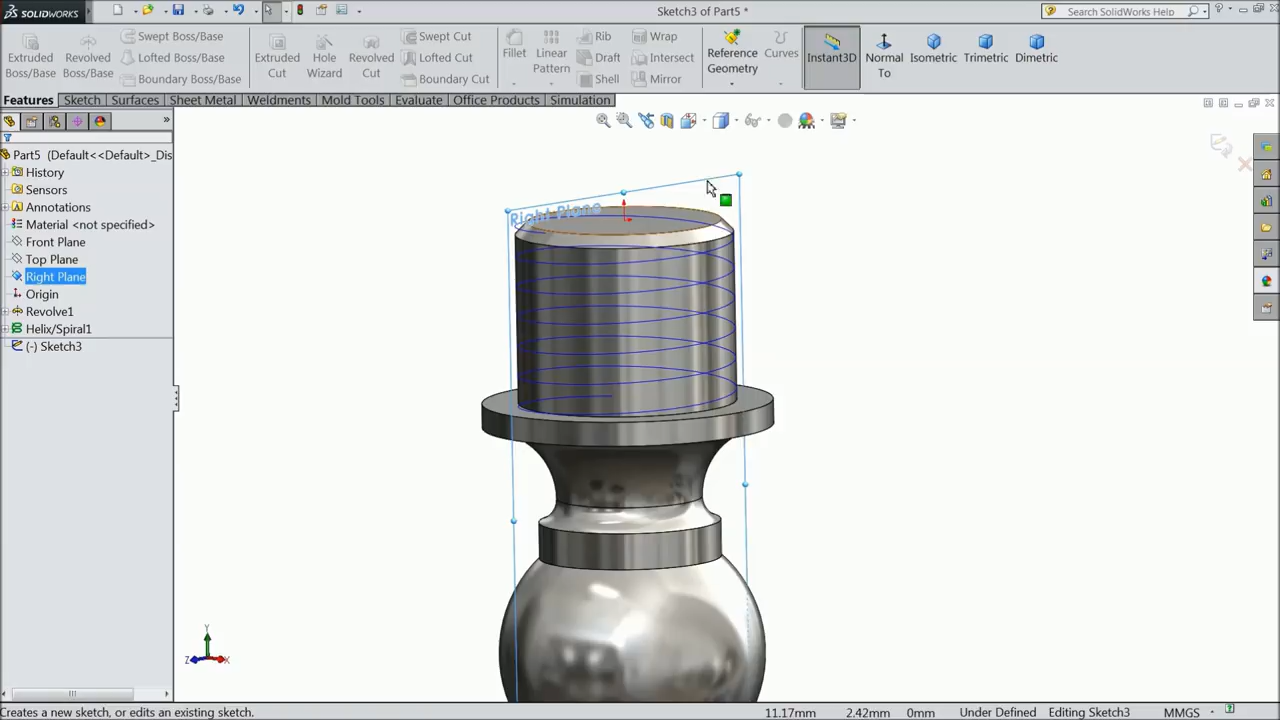 SOLIDWORKS
Sketch3 of Part5 *
Search SolidWorks Help
Extruded Boss/Base
Revolved Boss/Base
Swept Boss/Base
Lofted Boss/Base
Boundary Boss/Base
Extruded Cut
Hole Wizard
Revolved Cut
Swept Cut
Lofted Cut
Boundary Cut
Fillet
Linear Pattern
Rib
Draft
Shell
Wrap
Intersect
Mirror
Reference Geometry
Curves
Instant3D
Normal To
Isometric
Trimetric
Dimetric
Features Sketch Surfaces Sheet Metal Weldments Mold Tools Evaluate Office Products Simulation
Part5 (Default<<Default>_Dis
History
Sensors
Annotations
Material <not specified>
Front Plane
Top Plane
Right Plane
Origin
Revolve1
Helix/Spiral1
(-) Sketch3
Right Plane
Y
Z
X
Creates a new sketch, or edits an existing sketch.
11.17mm 2.42mm 0mm Under Defined Editing Sketch3 MMGS